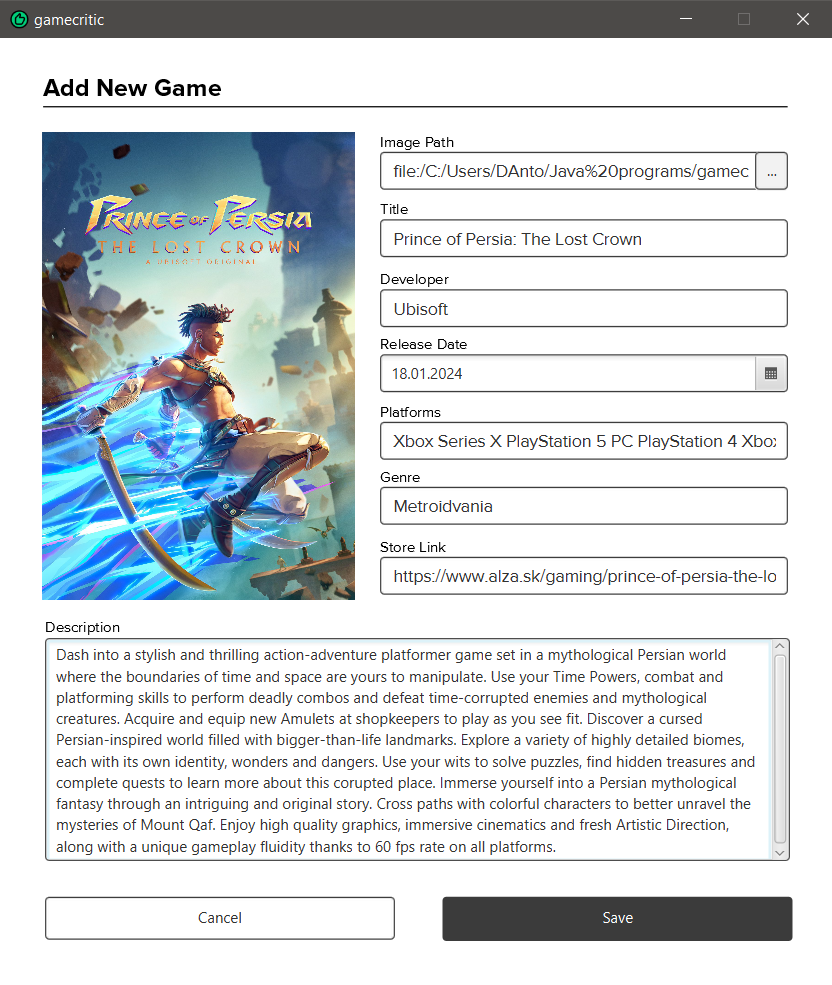 gamecritic
Add New Game
PRINCE OF PERSIA
THE LOST CROWN
A UBISOFT ORIGINAL
Image Path
file:/C:/Users/DAnto/Java%20programs/gamec
...
Title
Prince of Persia: The Lost Crown
Developer
Ubisoft
Release Date
18.01.2024
Platforms
Xbox Series X PlayStation 5 PC PlayStation 4 Xbox
Genre
Metroidvania
Store Link
https://www.alza.sk/gaming/prince-of-persia-the-lo
Description
Dash into a stylish and thrilling action-adventure platformer game set in a mythological Persian world
where the boundaries of time and space are yours to manipulate. Use your Time Powers, combat and
platforming skills to perform deadly combos and defeat time-corrupted enemies and mythological
creatures. Acquire and equip new Amulets at shopkeepers to play as you see fit. Discover a cursed
Persian-inspired world filled with bigger-than-life landmarks. Explore a variety of highly detailed biomes,
each with its own identity, wonders and dangers. Use your wits to solve puzzles, find hidden treasures and
complete quests to learn more about this corupted place. Immerse yourself into a Persian mythological
fantasy through an intriguing and original story. Cross paths with colorful characters to better unravel the
mysteries of Mount Qaf. Enjoy high quality graphics, immersive cinematics and fresh Artistic Direction,
along with a unique gameplay fluidity thanks to 60 fps rate on all platforms.
Cancel
Save